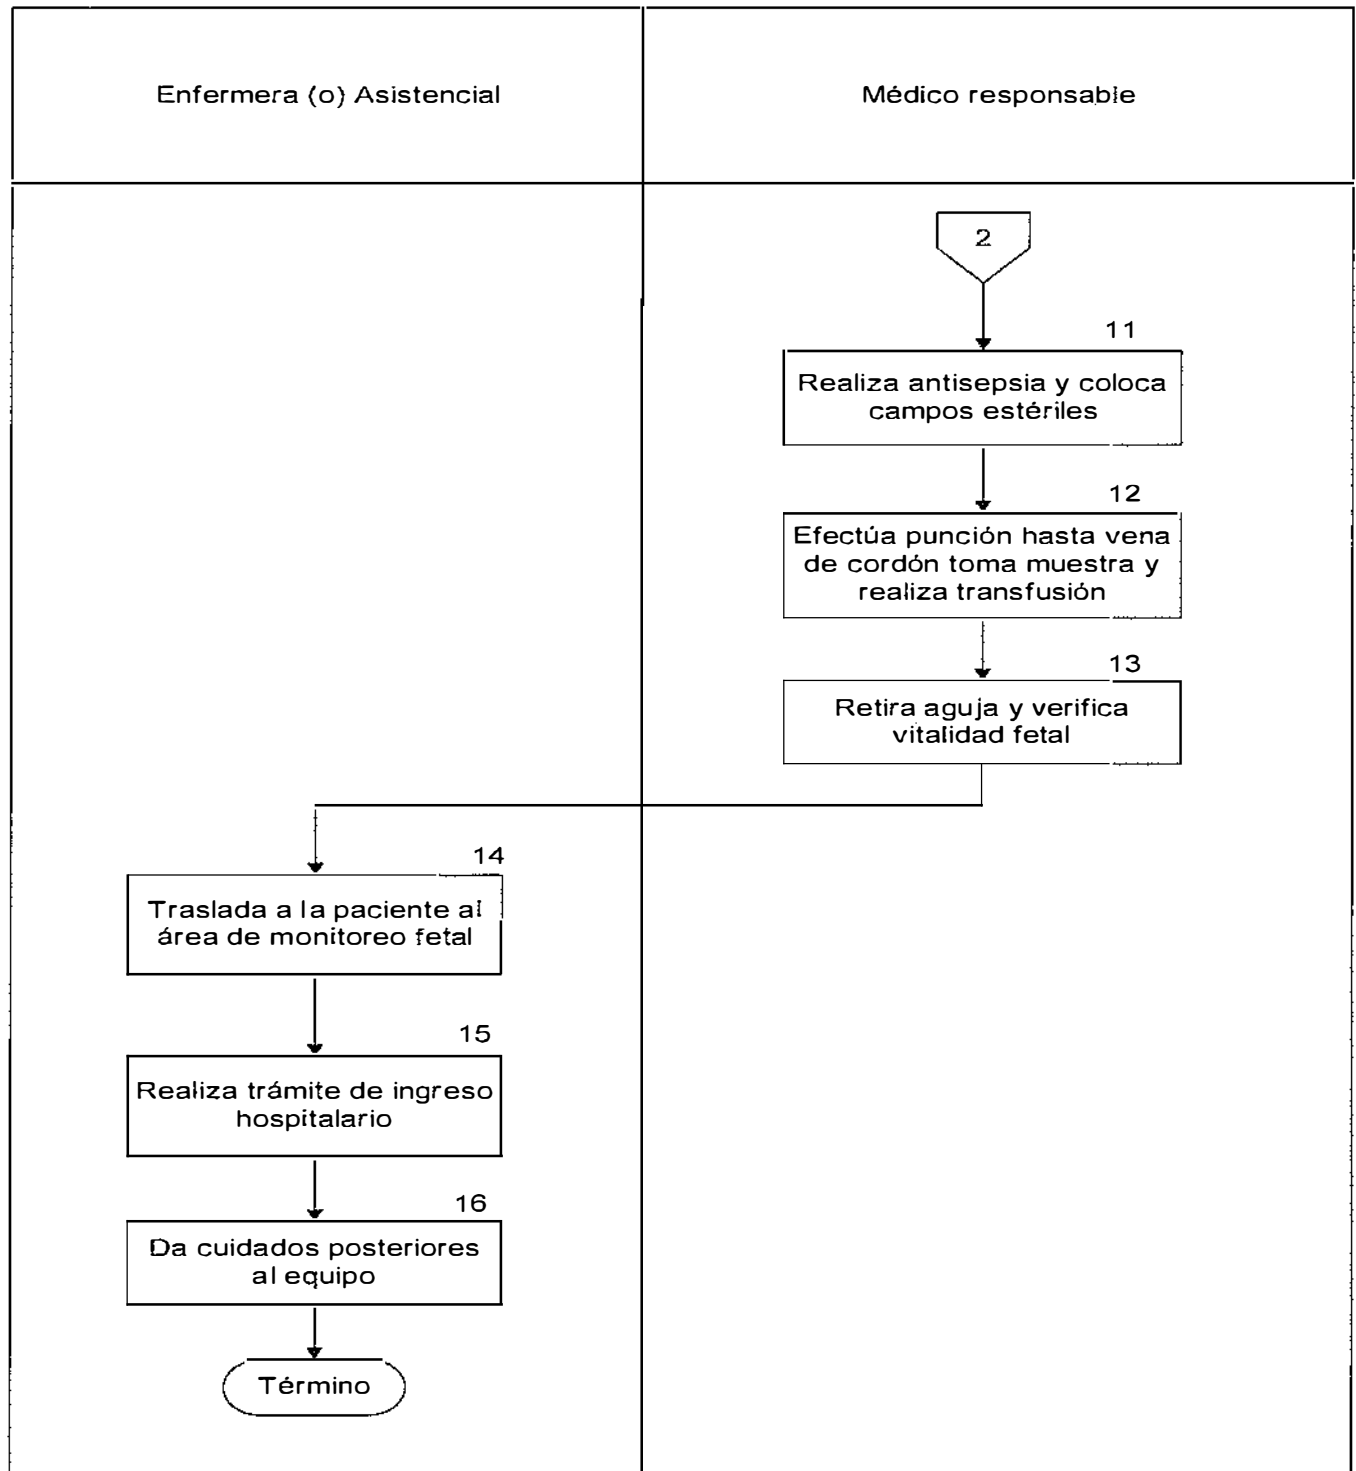 Enfermera (o) Asistencial
Médico responsable
2
11
Realiza antisepsia y coloca
campos estériles
12
Efectúa punción hasta vena
de cordón toma muestra y
realiza transfusión
13
Retira aguja y verifica
vitalidad fetal
14
Traslada a la paciente al
área de monitoreo fetal
15
Realiza trámite de ingreso
hospitalario
16
Da cuidados posteriores
al equipo
Término